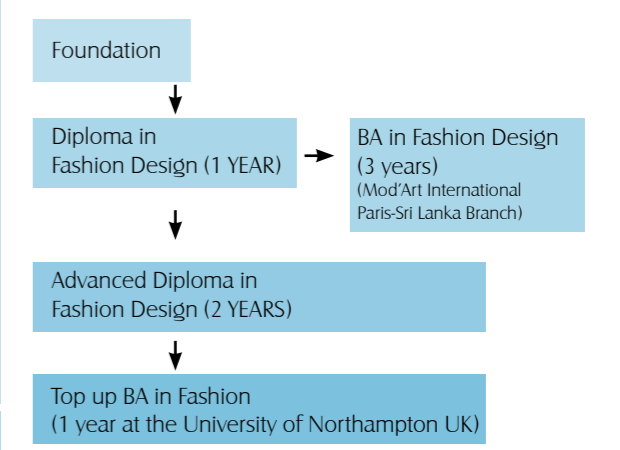 Foundation
Diploma in
Fashion Design (1 YEAR)
BA in Fashion Design
(3 years)
(Mod'Art International
Paris-Sri Lanka Branch)
Advanced Diploma in
Fashion Design (2 YEARS)
Top up BA in Fashion
(1 year at the University of Northampton UK)